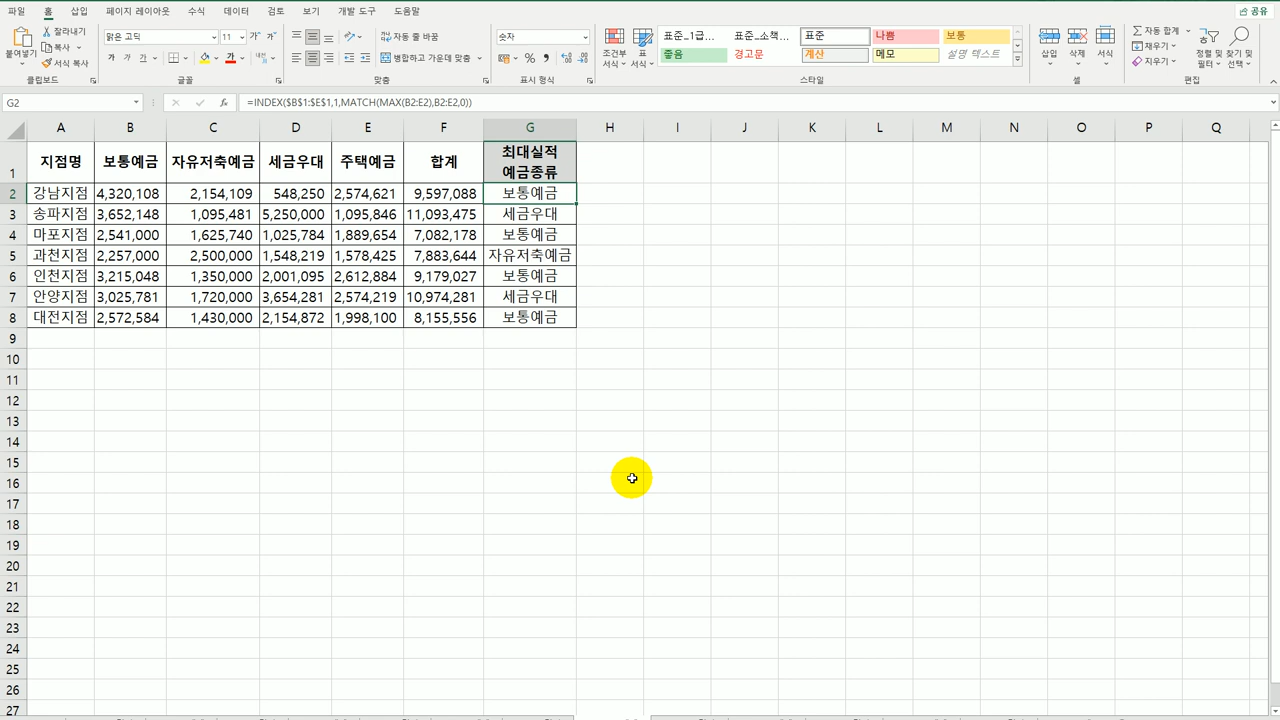 파일 홈 삽입 페이지 레이아웃 수식 데이터 검토 보기 개발 도구 도움말 공유
붙여넣기 잘라내기 복사 서식 복사 클립보드
맑은 고딕 11 가 가 가 가 가 글꼴
자동 줄 바꿈 병합하고 가운데 맞춤 맞춤
숫자 % 표시 형식
조건부 서식 표 서식 표준_1급... 표준_소책... 표준 나쁨 보통
좋음 경고문 계산 메모 설명 텍스트 스타일
삽입 삭제 서식 셀
자동 합계 채우기 지우기 정렬 및 필터 찾기 및 선택 편집
G2 fx =INDEX($B$1:$E$1,1,MATCH(MAX(B2:E2),B2:E2,0))
A B C D E F G H I J K L M N O P Q
1 지점명 보통예금 자유저축예금 세금우대 주택예금 합계 최대실적 예금종류
2 강남지점 4,320,108 2,154,109 548,250 2,574,621 9,597,088 보통예금
3 송파지점 3,652,148 1,095,481 5,250,000 1,095,846 11,093,475 세금우대
4 마포지점 2,541,000 1,625,740 1,025,784 1,889,654 7,082,178 보통예금
5 과천지점 2,257,000 2,500,000 1,548,219 1,578,425 7,883,644 자유저축예금
6 인천지점 3,215,048 1,350,000 2,001,095 2,612,884 9,179,027 보통예금
7 안양지점 3,025,781 1,720,000 3,654,281 2,574,219 10,974,281 세금우대
8 대전지점 2,572,584 1,430,000 2,154,872 1,998,100 8,155,556 보통예금
9
10
11
12
13
14
15
16
17
18
19
20
21
22
23
24
25
26
27